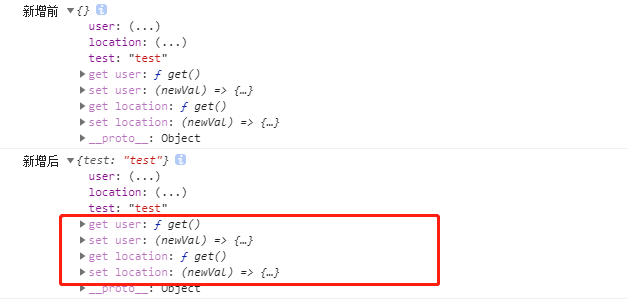 新增前 ▼{} i
user: (...)
location: (...)
test: "test"
▶get user: ƒ get()
▶set user: (newVal) => {…}
▶get location: ƒ get()
▶set location: (newVal) => {…}
▶__proto__: Object
新增后 ▼{test: "test"} i
user: (...)
location: (...)
test: "test"
▶get user: ƒ get()
▶set user: (newVal) => {…}
▶get location: ƒ get()
▶set location: (newVal) => {…}
▶__proto__: Object